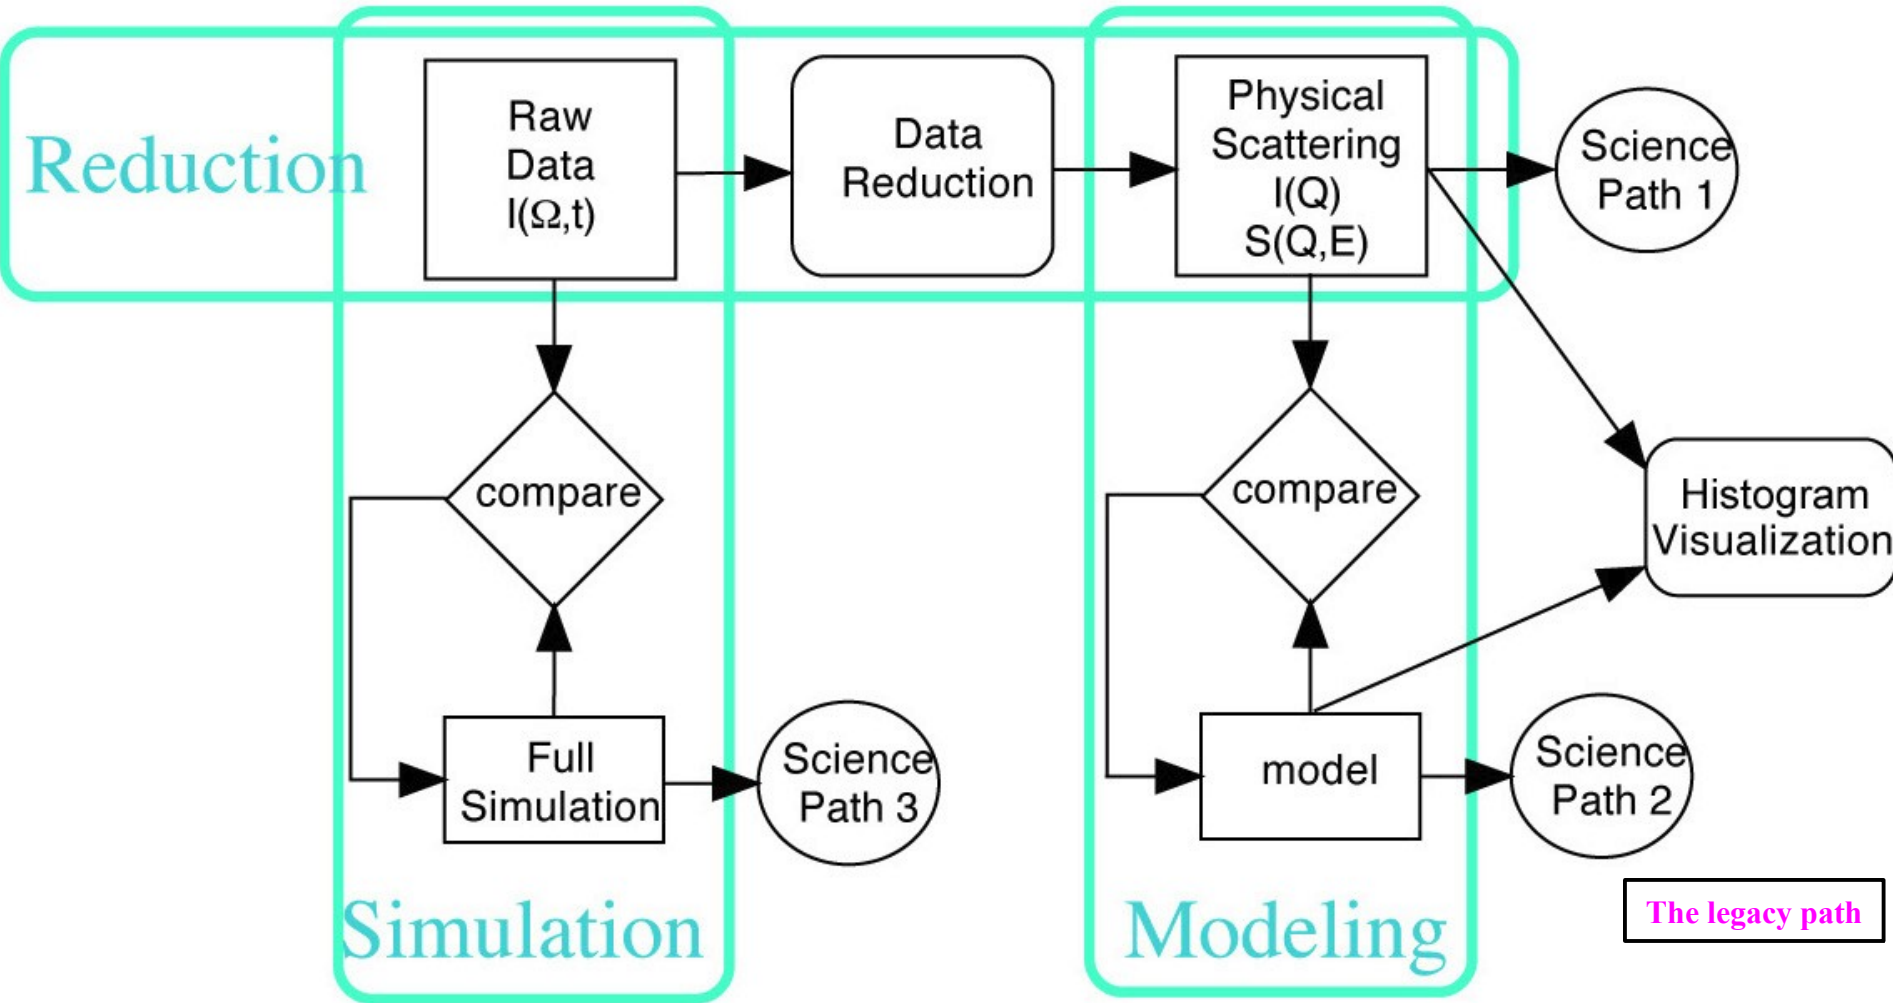 Reduction
Raw
Data
I(Ω,t)
Data
Reduction
Physical
Scattering
I(Q)
S(Q,E)
Science
Path 1
compare
compare
Histogram
Visualization
Full
Simulation
Science
Path 3
model
Science
Path 2
Simulation
Modeling
The legacy path